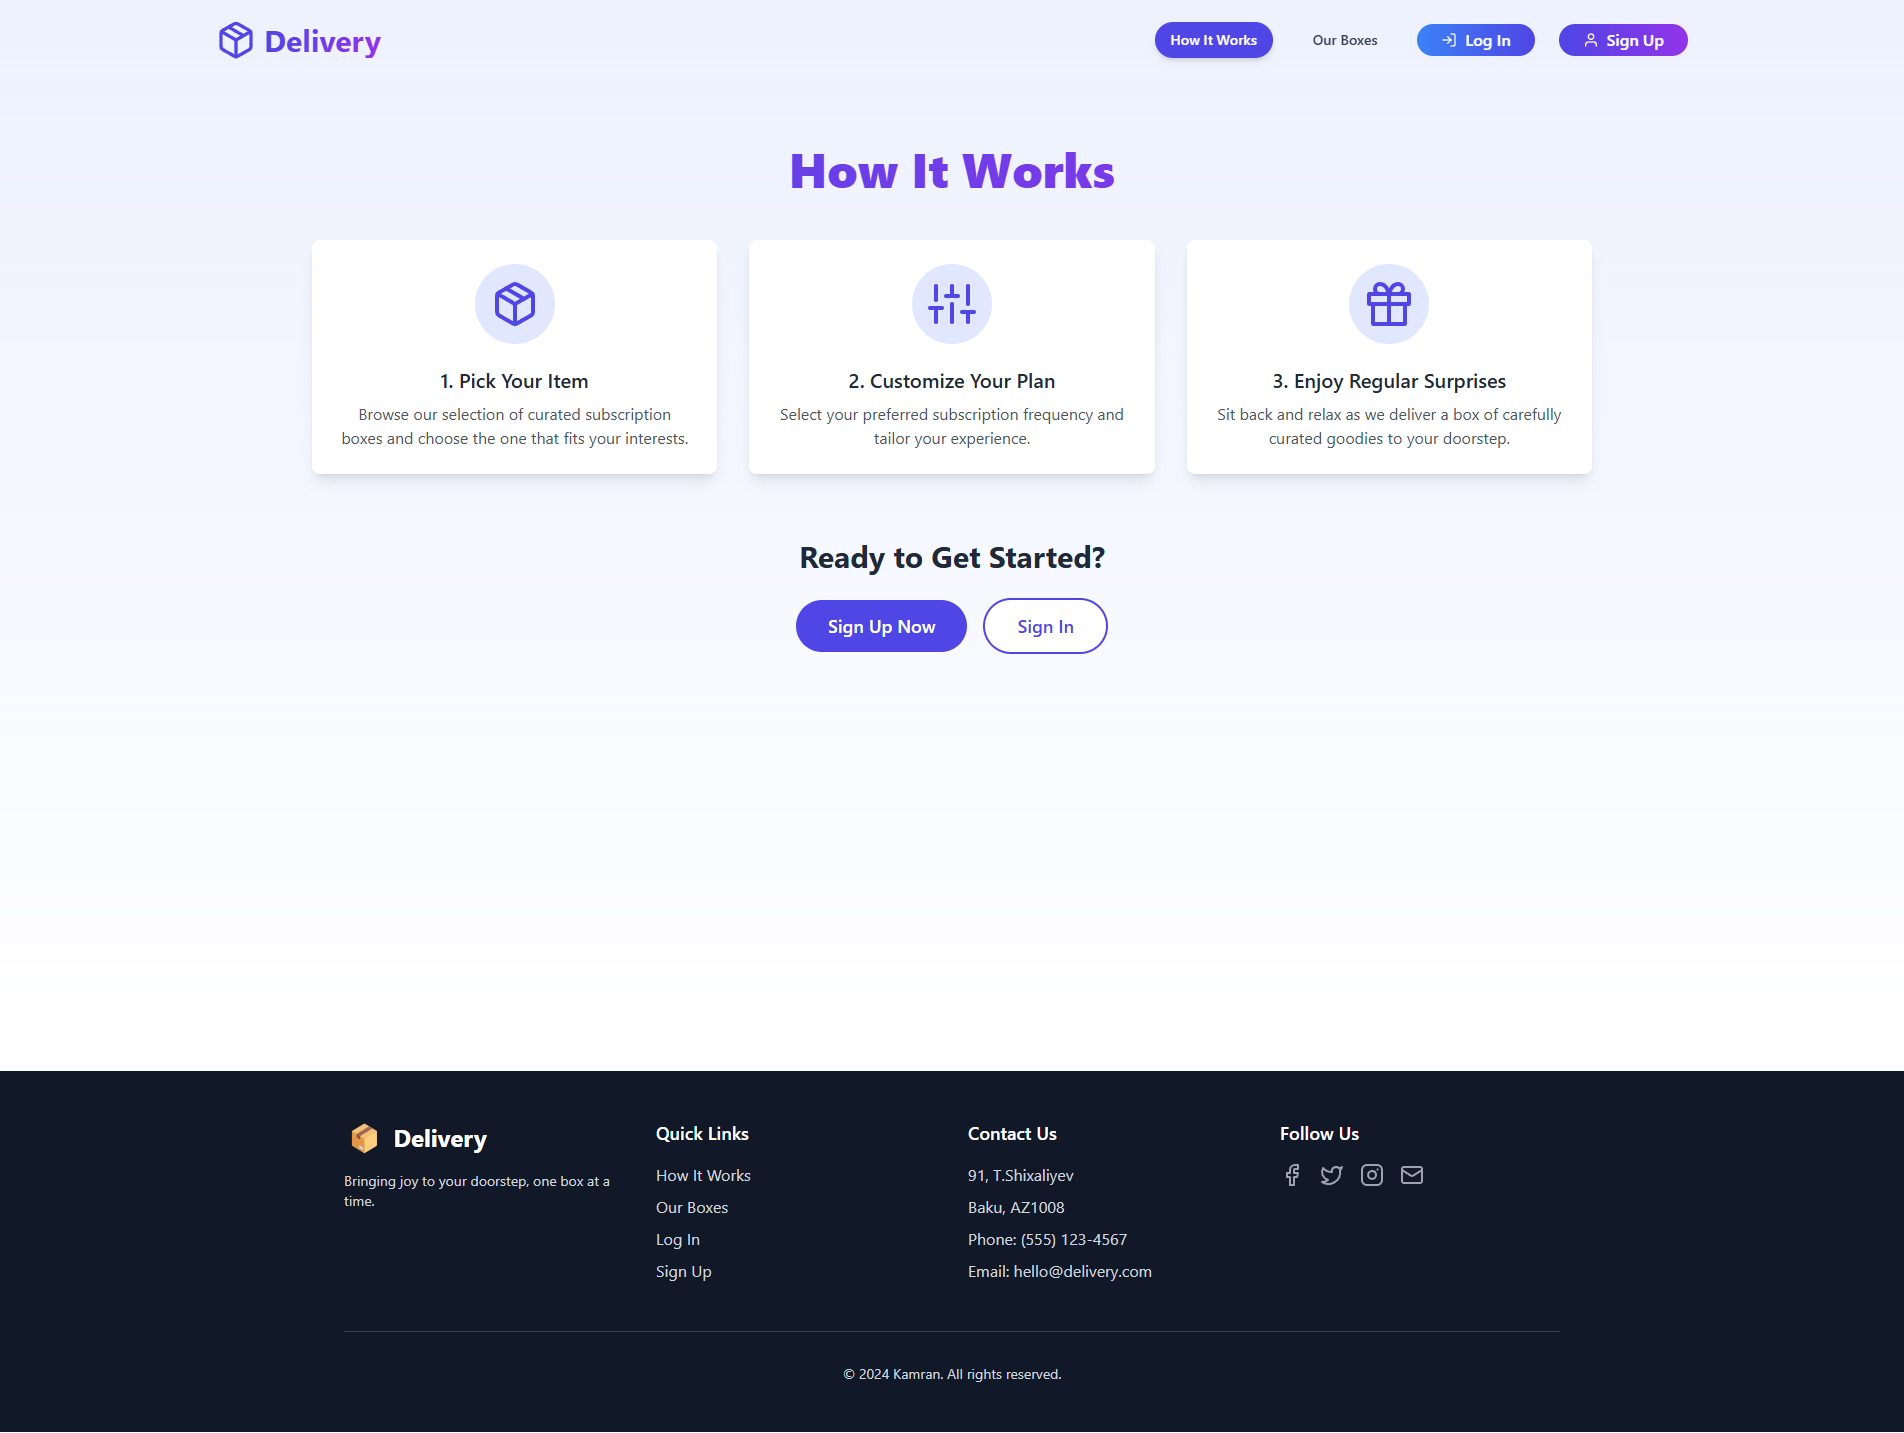 Delivery
How It Works
Our Boxes
Log In
Sign Up
How It Works
1. Pick Your Item
Browse our selection of curated subscription
boxes and choose the one that fits your interests.
2. Customize Your Plan
Select your preferred subscription frequency and
tailor your experience.
3. Enjoy Regular Surprises
Sit back and relax as we deliver a box of carefully
curated goodies to your doorstep.
Ready to Get Started?
Sign Up Now
Sign In
Delivery
Bringing joy to your doorstep, one box at a
time.
Quick Links
How It Works
Our Boxes
Log In
Sign Up
Contact Us
91, T.Shixaliyev
Baku, AZ1008
Phone: (555) 123-4567
Email: hello@delivery.com
Follow Us
© 2024 Kamran. All rights reserved.